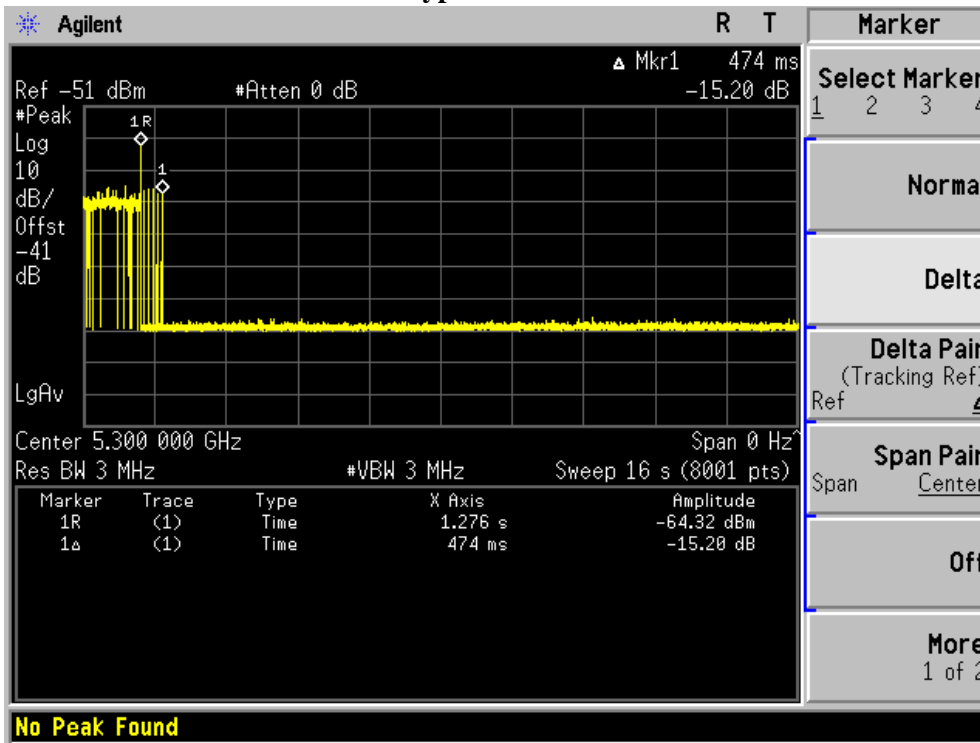 Agilent R T Marker
Δ Mkr1 474 ms
Ref -51 dBm #Atten 0 dB -15.20 dB
#Peak
Log
10
dB/
Offst
-41
dB
LgAv
1R
1
Center 5.300 000 GHz Span 0 Hz^
Res BW 3 MHz #VBW 3 MHz Sweep 16 s (8001 pts)
Marker Trace Type X Axis Amplitude
1R (1) Time 1.276 s -64.32 dBm
1Δ (1) Time 474 ms -15.20 dB
Select Marker
1 2 3 4
Norma
Delta
Delta Pair
(Tracking Ref)
Ref Δ
Span Pair
Span Center
Off
More
1 of 2
No Peak Found